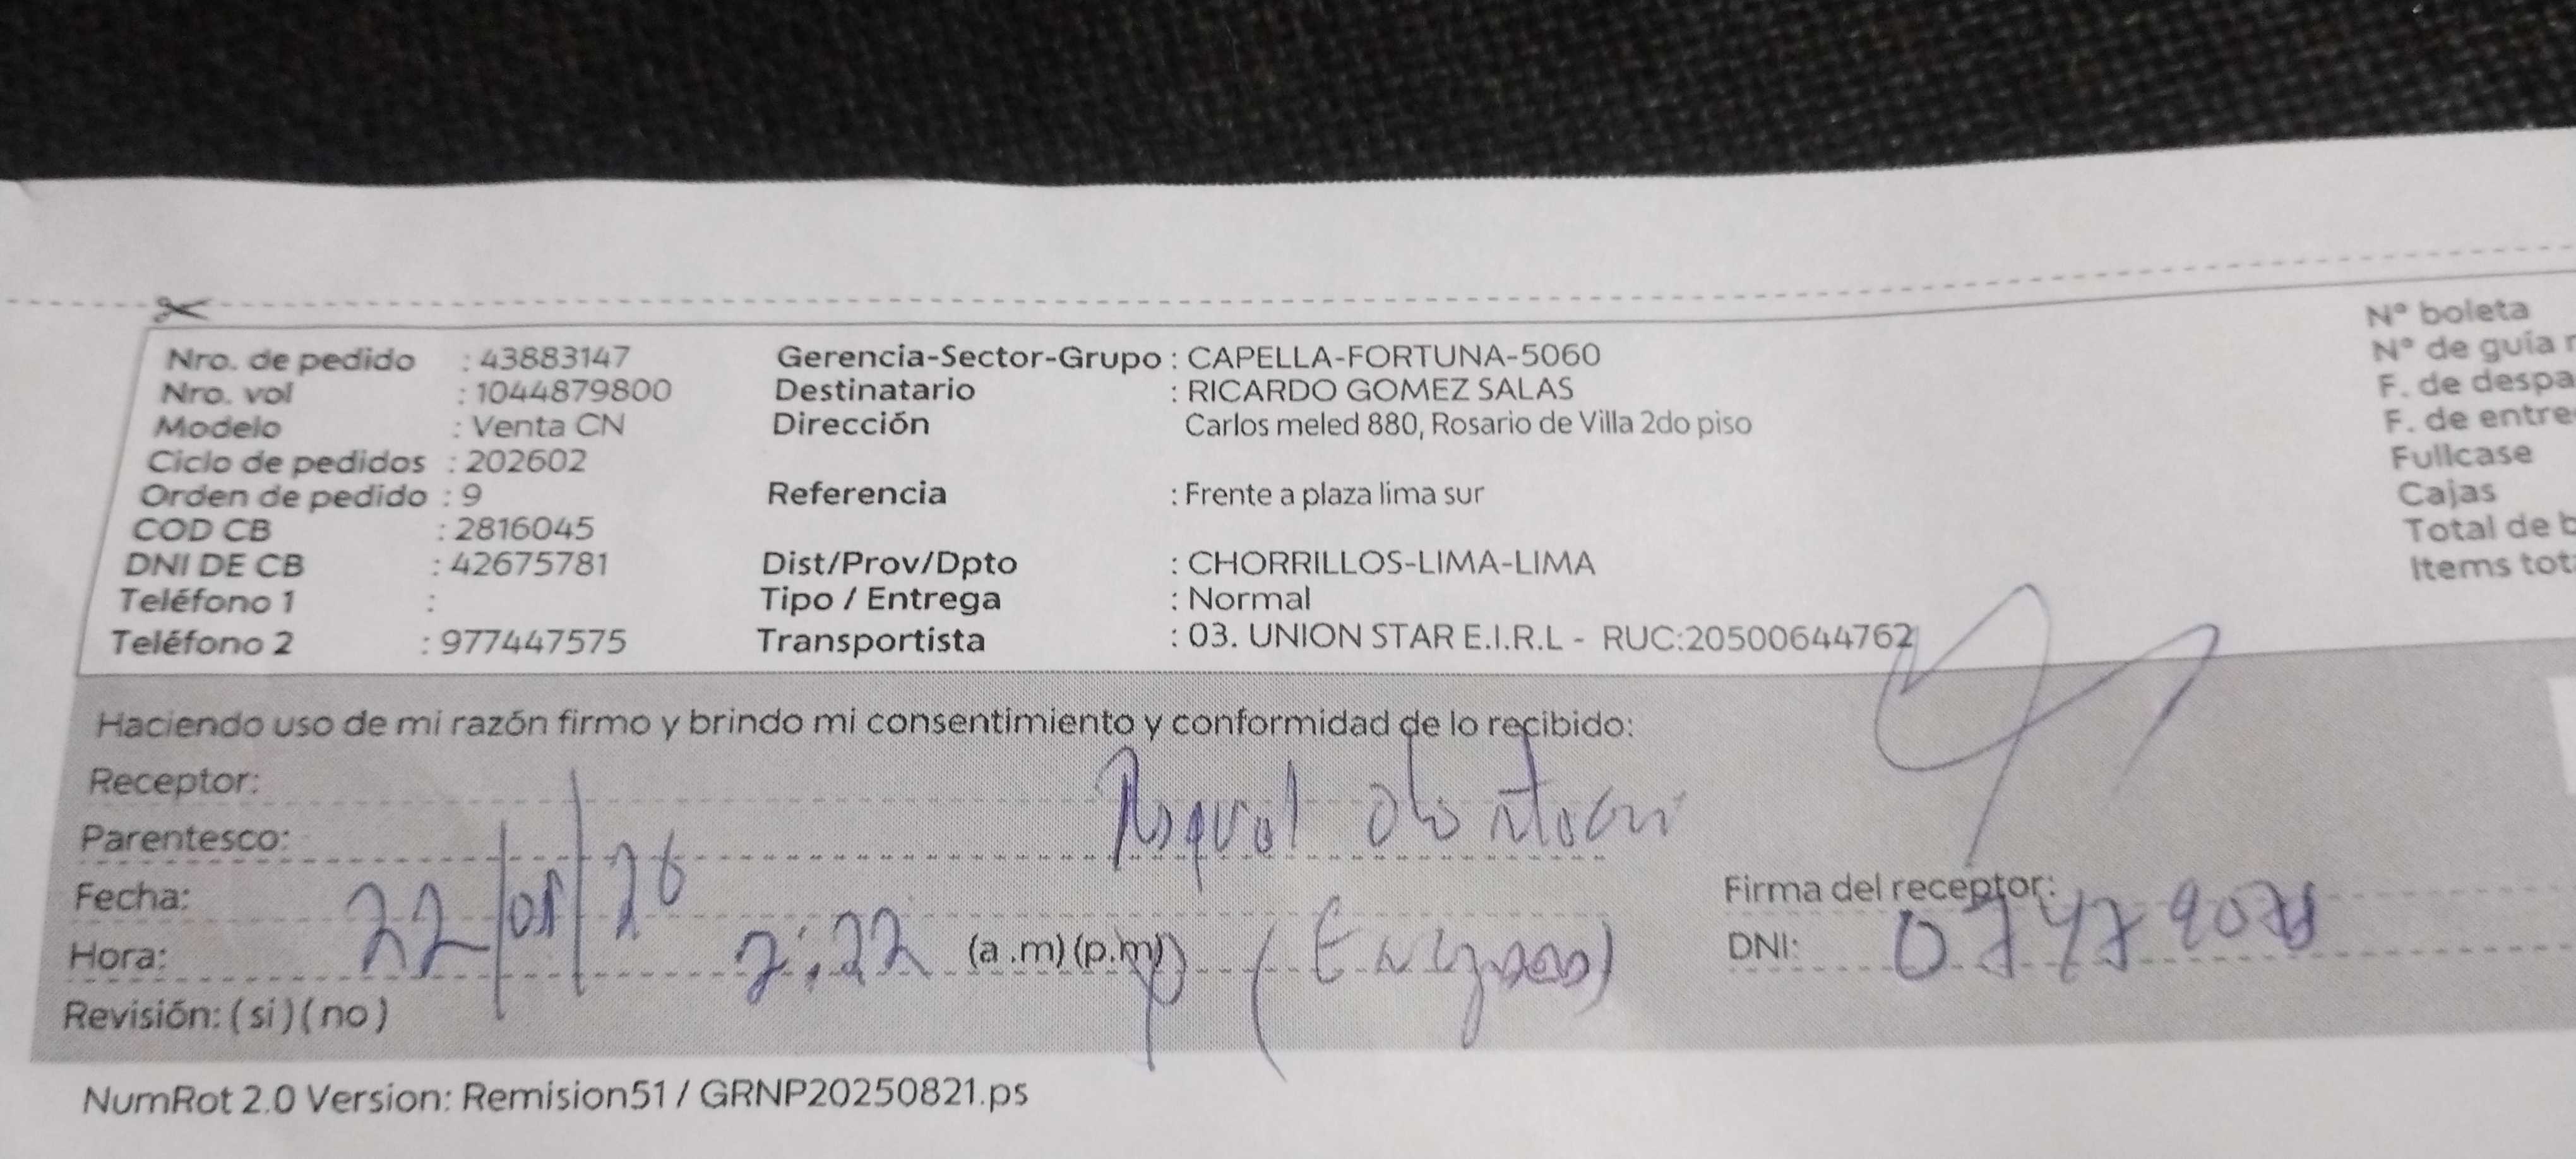 Nro. de pedido : 43883147
Nro. vol : 1044879800
Modelo : Venta CN
Ciclo de pedidos : 202602
Orden de pedido : 9
COD CB : 2816045
DNI DE CB : 42675781
Teléfono 1 :
Teléfono 2 : 977447575
Gerencia-Sector-Grupo : CAPELLA-FORTUNA-5060
Destinatario : RICARDO GOMEZ SALAS
Dirección Carlos meled 880, Rosario de Villa 2do piso
Referencia : Frente a plaza lima sur
Dist/Prov/Dpto : CHORRILLOS-LIMA-LIMA
Tipo / Entrega : Normal
Transportista : 03. UNION STAR E.I.R.L - RUC:20500644762
N° boleta
N° de guía
F. de despa
F. de entre
Fullcase
Cajas
Total de b
Items tot
Haciendo uso de mi razón firmo y brindo mi consentimiento y conformidad de lo recibido:
Receptor:
Parentesco:
Fecha: 22/01/26
Hora: 2:22 (a .m) (p.m)
Revisión: ( si ) ( no )
Firma del receptor:
DNI:
NumRot 2.0 Version: Remision51 / GRNP20250821.ps